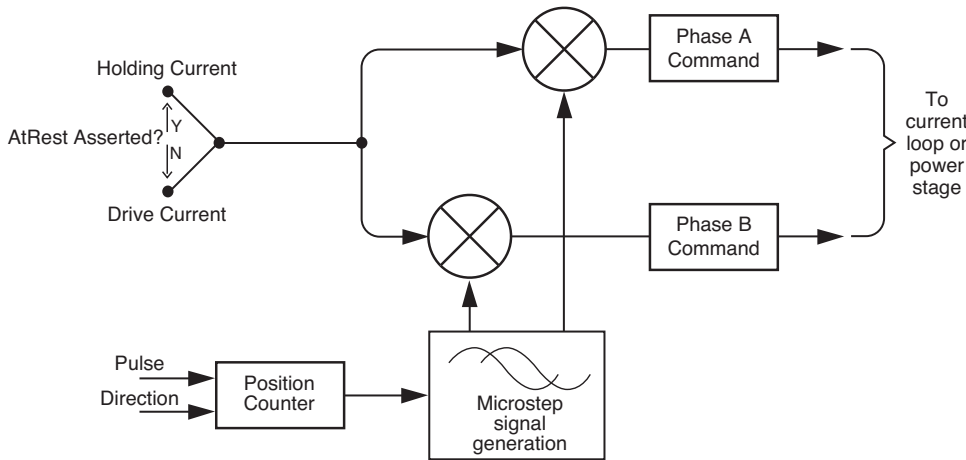 Holding Current
AtRest Asserted?
Y
N
Drive Current
Phase A
Command
Phase B
Command
To
current
loop or
power
stage
Pulse
Direction
Position
Counter
Microstep
signal
generation